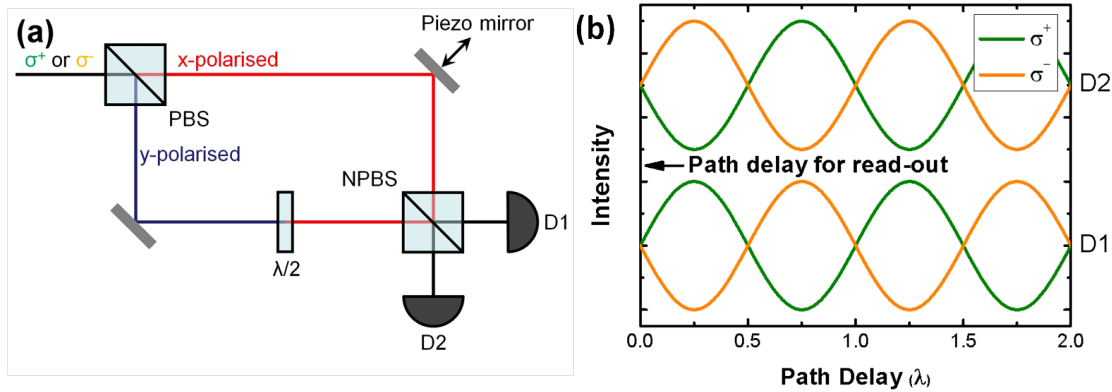 (a)
σ⁺ or σ⁻
x-polarised
Piezo mirror
PBS
y-polarised
NPBS
λ/2
D1
D2
(b)
σ⁺
σ⁻
D2
Path delay for read-out
D1
Intensity
0.0 0.5 1.0 1.5 2.0
Path Delay (λ)